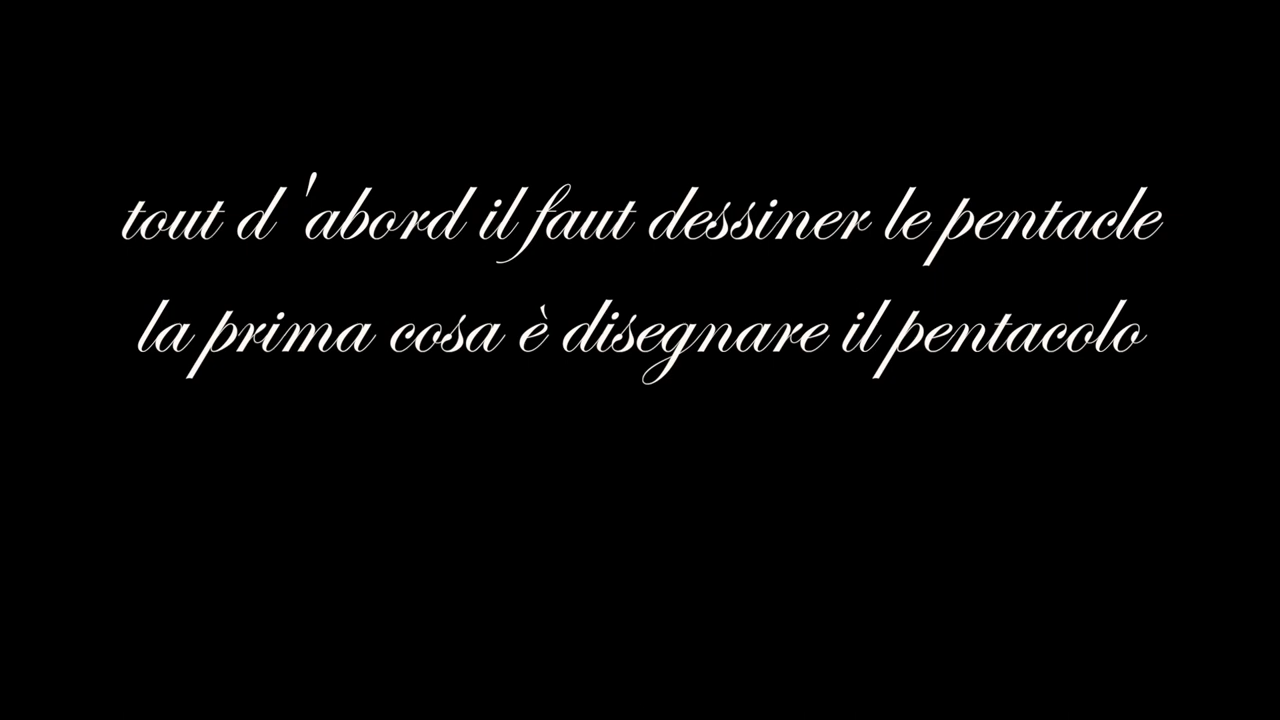 tout d 'abord il faut dessiner le pentacle
la prima cosa è disegnare il pentacolo